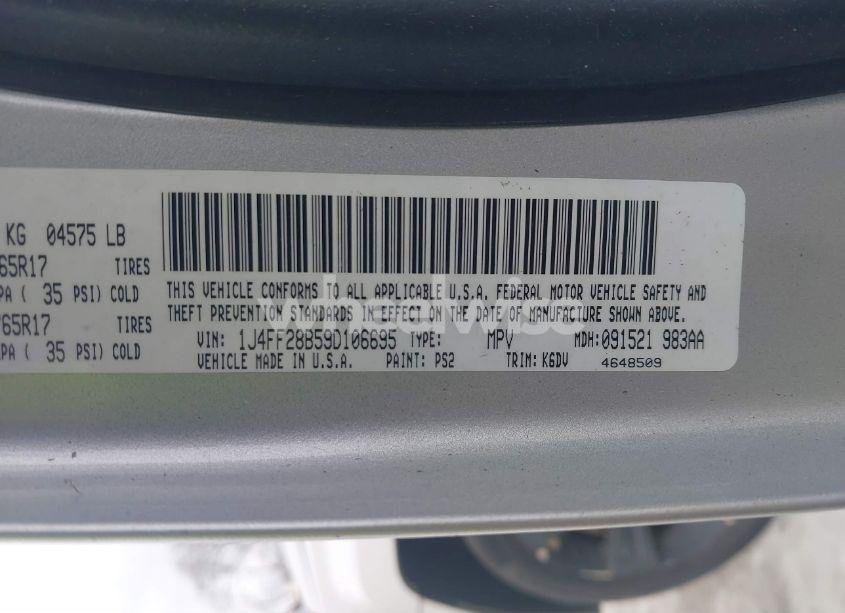 KG 04575 LB
65R17 TIRES
PA ( 35 PSI) COLD
/65R17 TIRES
PA ( 35 PSI) COLD
THIS VEHICLE CONFORMS TO ALL APPLICABLE U.S.A. FEDERAL MOTOR VEHICLE SAFETY AND
THEFT PREVENTION STANDARDS IN EFFECT ON THE DATE OF MANUFACTURE SHOWN ABOVE.
VIN: 1J4FF28B59D106695 TYPE: MPV MDH: 091521 983AA
VEHICLE MADE IN U.S.A. PAINT: PS2 TRIM: K6DV 4648509
wheelwise